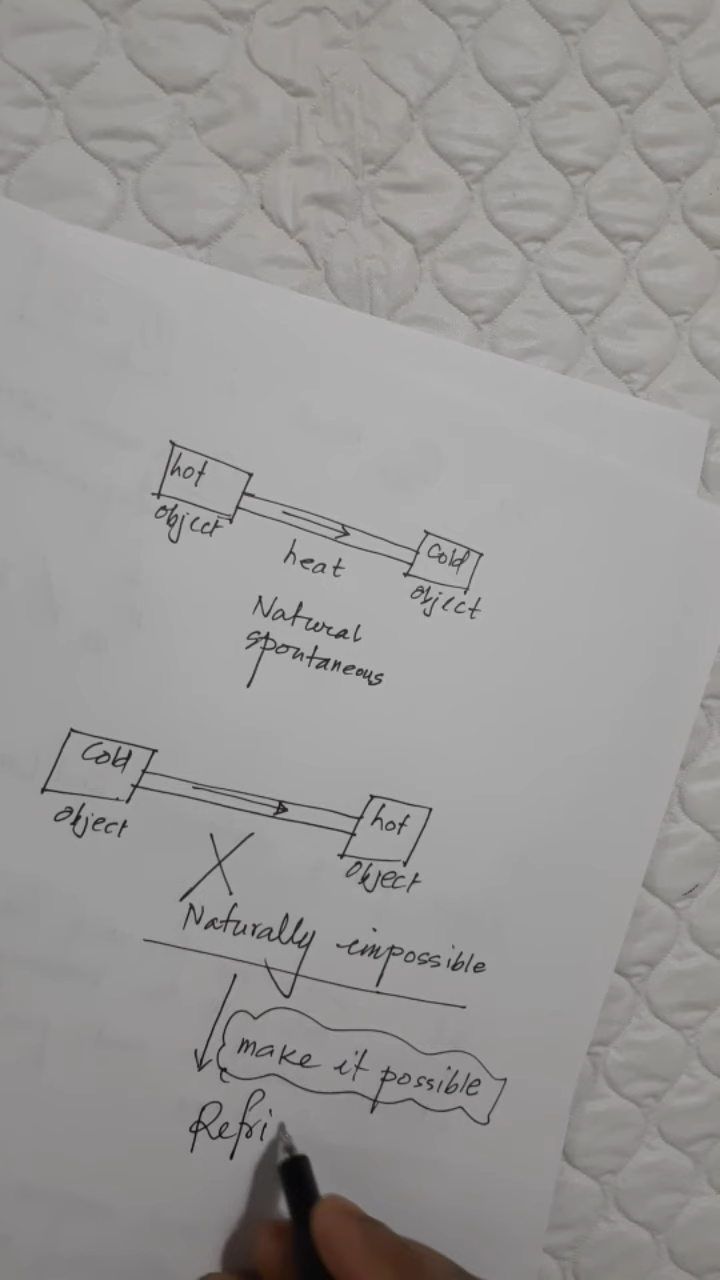 hot
object
heat
Cold
object
Natural
spontaneous
Cold
object
hot
object
Naturally impossible
make it possible
Refri